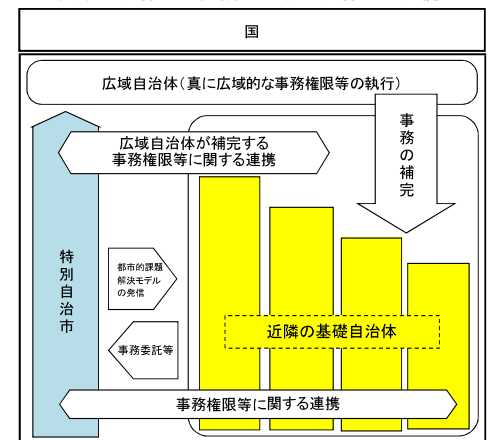 国
広域自治体（真に広域的な事務権限等の執行）
広域自治体が補完する
事務権限等に関する連携
事務の補完
特別自治市
都市的課題
解決モデル
の発信
事務委託等
近隣の基礎自治体
事務権限等に関する連携